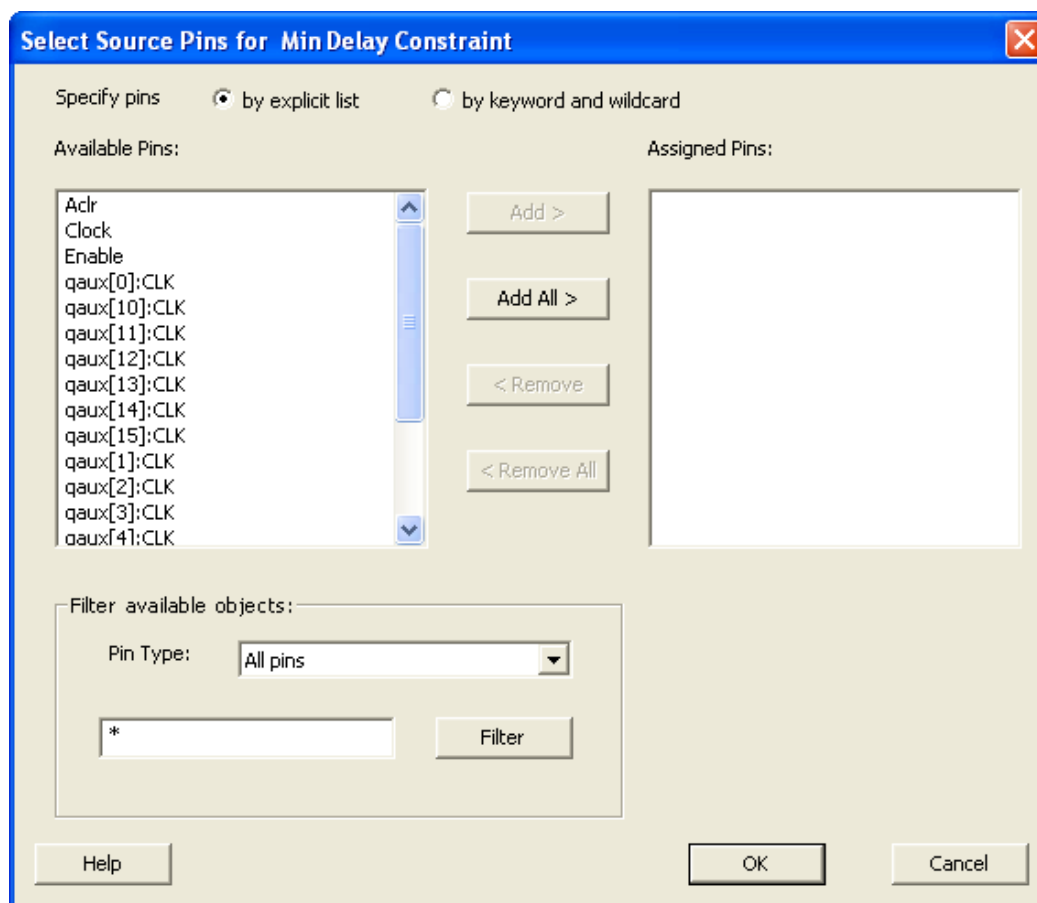 Select Source Pins for Min Delay Constraint
Specify pins by explicit list by keyword and wildcard
Available Pins: Assigned Pins:
Aclr
Clock
Enable
qaux[0]:CLK
qaux[10]:CLK
qaux[11]:CLK
qaux[12]:CLK
qaux[13]:CLK
qaux[14]:CLK
qaux[15]:CLK
qaux[1]:CLK
qaux[2]:CLK
qaux[3]:CLK
qaux[4]:CLK
Add >
Add All >
< Remove
< Remove All
Filter available objects:
Pin Type: All pins
* Filter
Help OK Cancel